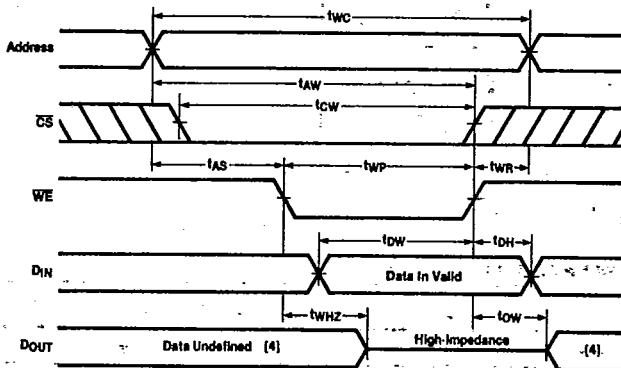 tWC
Address
tAW
tCW
CS
tAS
tWP
tWR
WE
tDW
tDH
DIN
Data In Valid
tWHZ
tOW
DOUT
Data Undefined [4]
High-Impedance
[4]